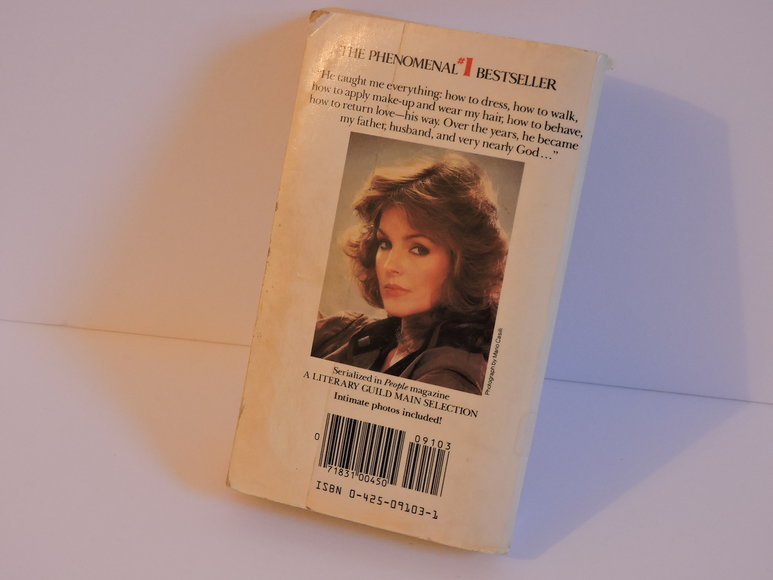 "THE PHENOMENAL #1 BESTSELLER
"He taught me everything: how to dress, how to walk,
how to apply make-up and wear my hair, how to behave,
how to return love—his way. Over the years, he became
my father, husband, and very nearly God…"
Photograph by Mario Casilli
Serialized in People magazine
A LITERARY GUILD MAIN SELECTION
Intimate photos included!
0 71831 00450 09103
ISBN 0-425-09103-1